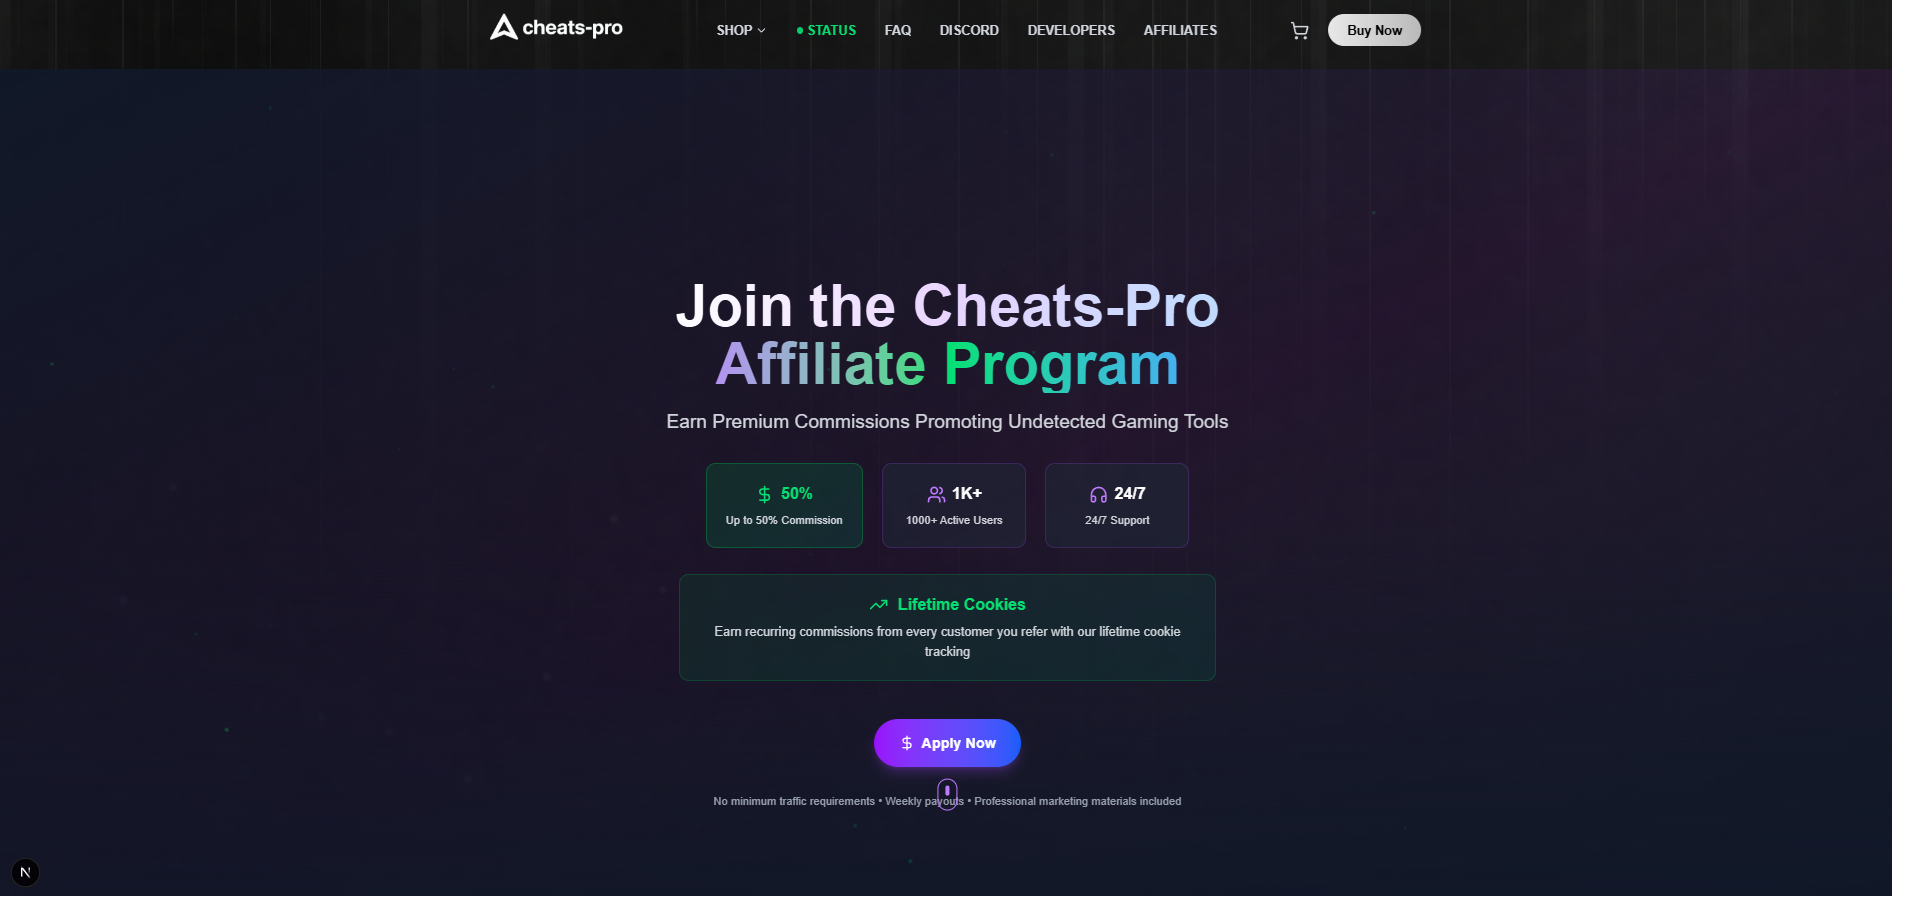 cheats-pro
SHOP
STATUS
FAQ
DISCORD
DEVELOPERS
AFFILIATES
Buy Now
Join the Cheats-Pro
Affiliate Program
Earn Premium Commissions Promoting Undetected Gaming Tools
50%
Up to 50% Commission
1K+
1000+ Active Users
24/7
24/7 Support
Lifetime Cookies
Earn recurring commissions from every customer you refer with our lifetime cookie
tracking
Apply Now
No minimum traffic requirements • Weekly payouts • Professional marketing materials included
N